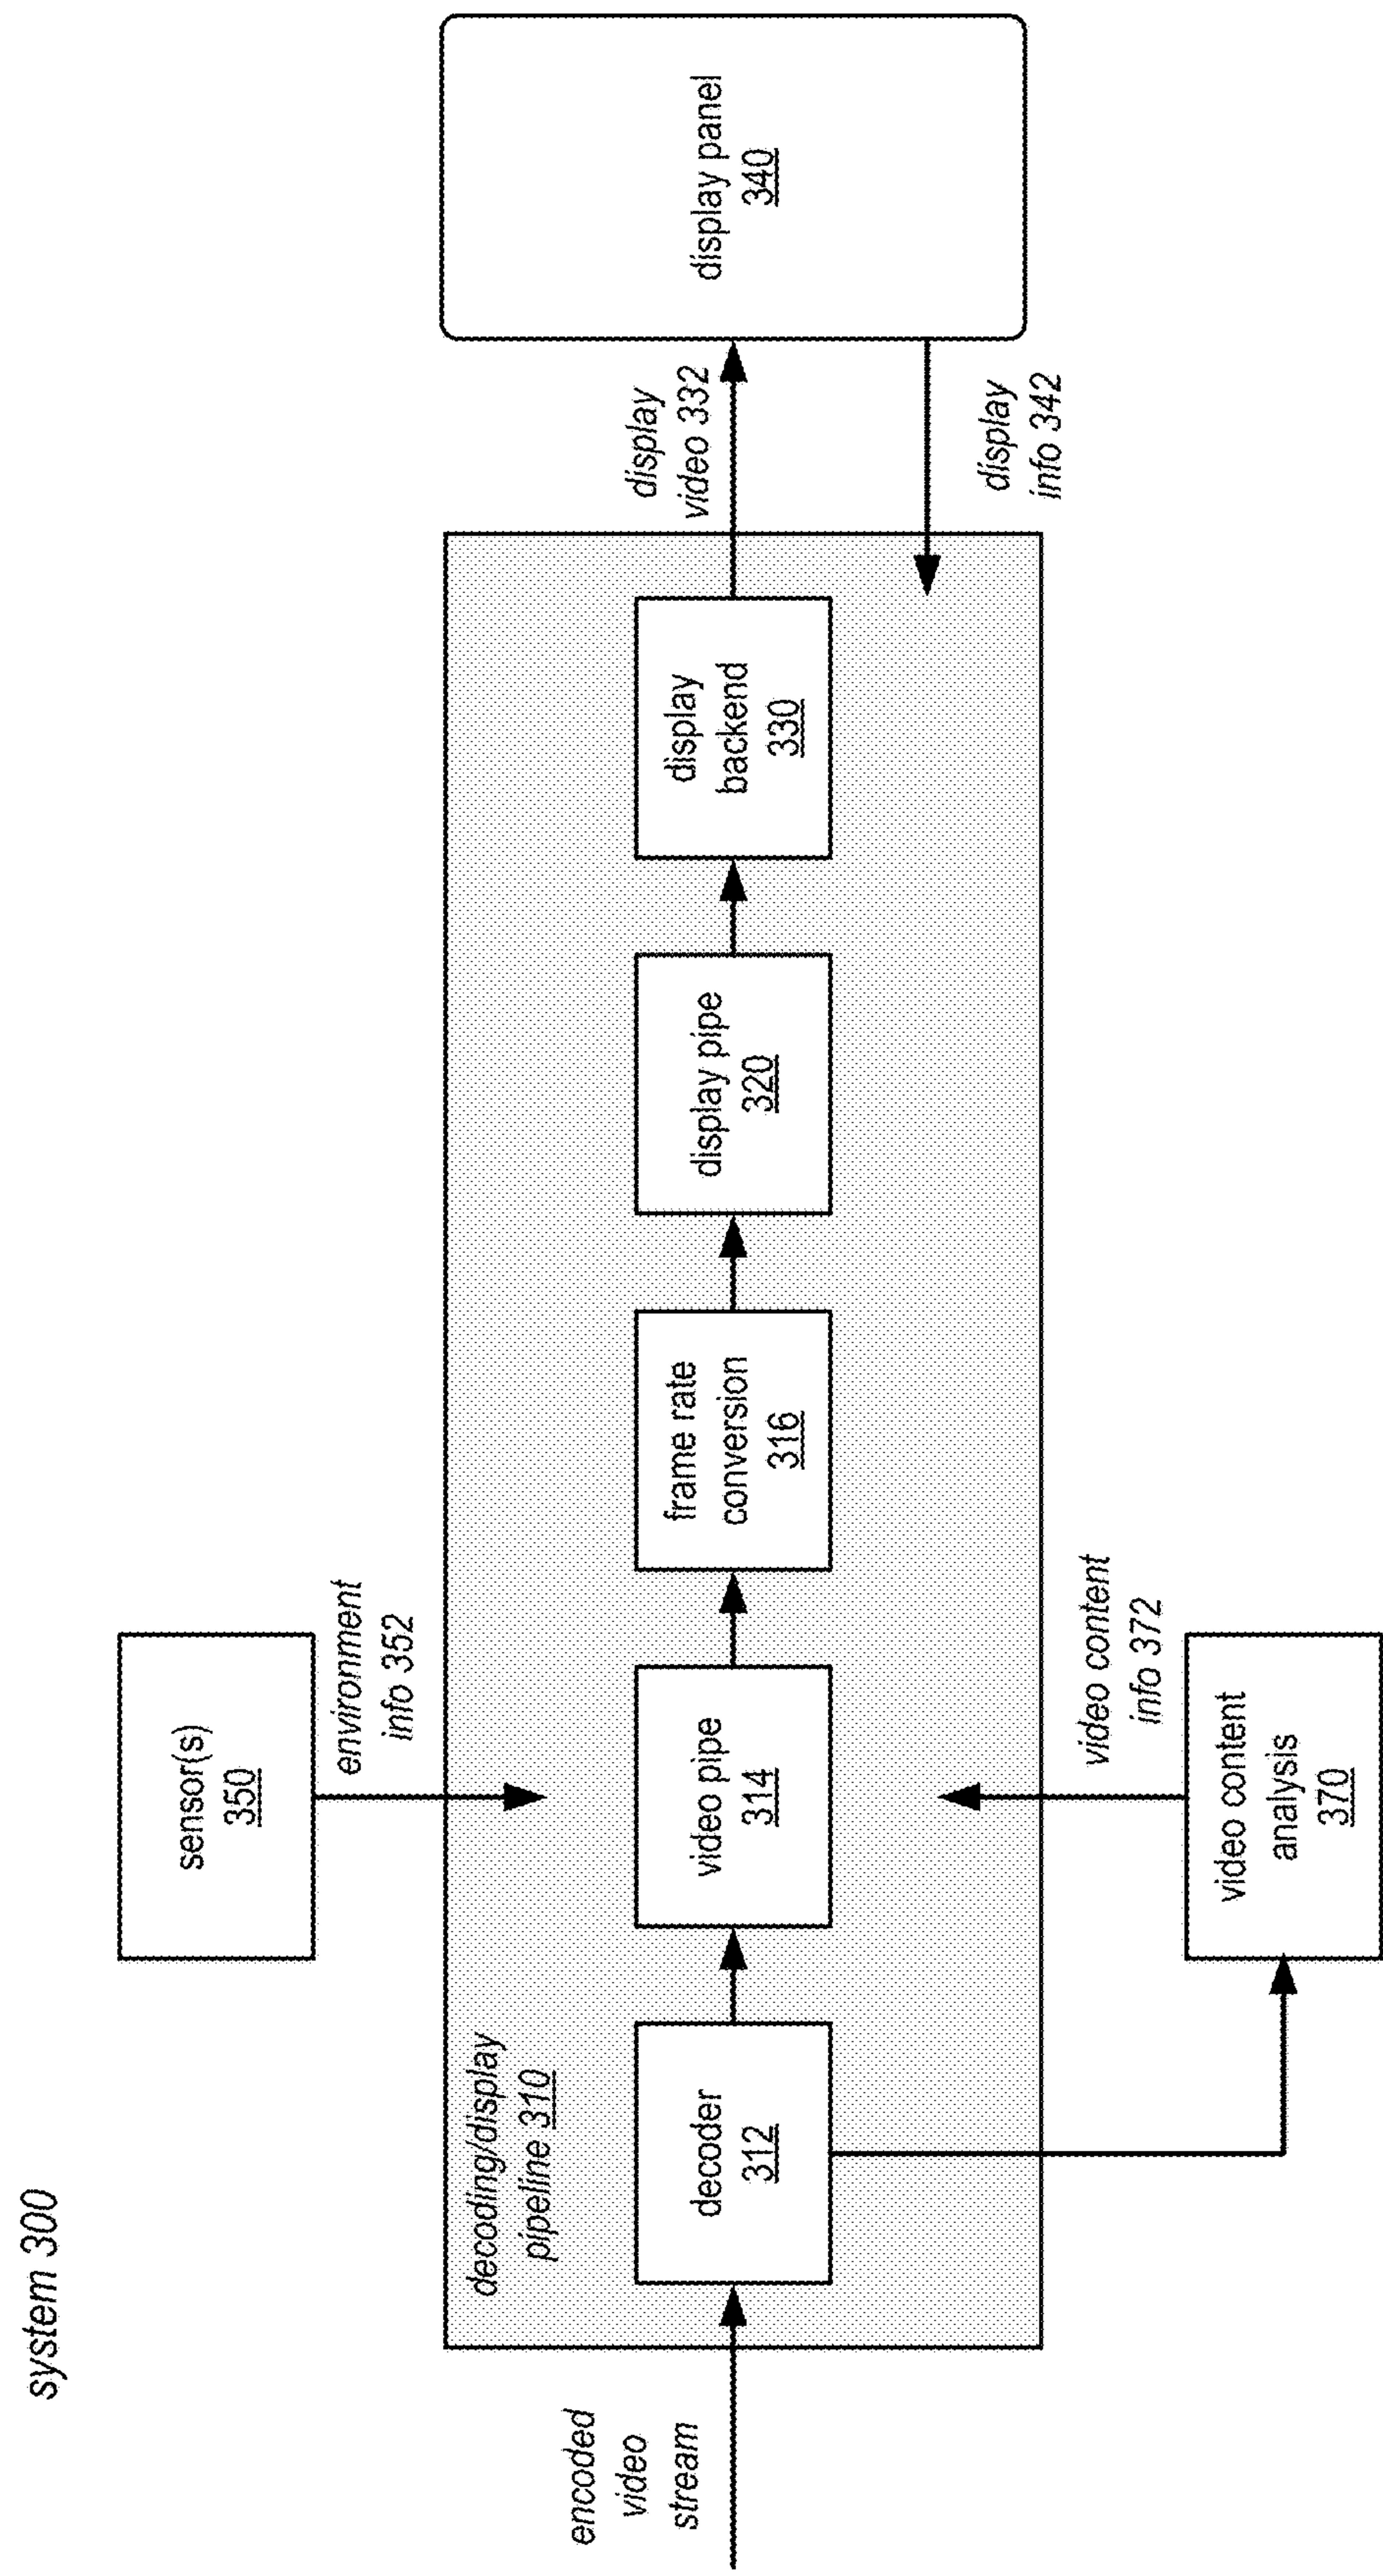 system 300
sensor(s)
350
environment
info 352
decoding/display
pipeline 310
encoded
video
stream
decoder
312
video pipe
314
frame rate
conversion
316
display pipe
320
display
backend
330
display
video 332
display panel
340
display
info 342
video content
info 372
video content
analysis
370